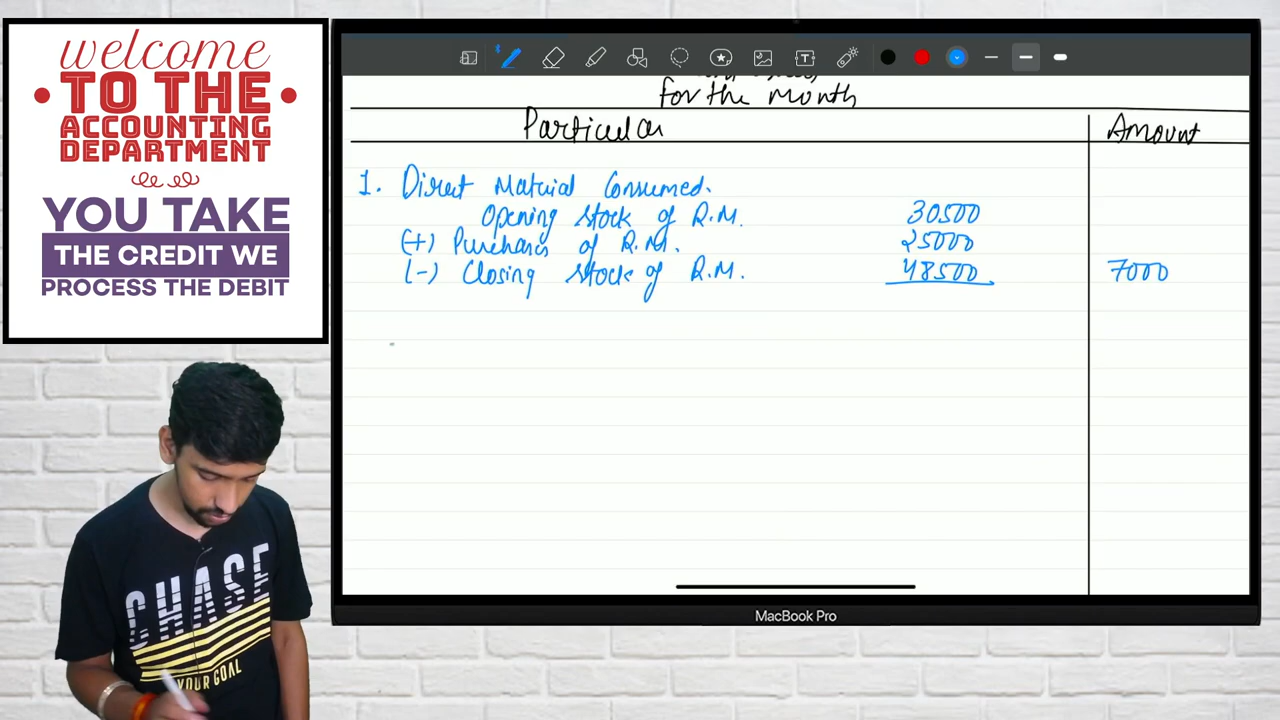 welcome
TO THE
ACCOUNTING
DEPARTMENT
YOU TAKE
THE CREDIT WE
PROCESS THE DEBIT
for the month
Particular
Amount
1. Direct Material Consumed.
Opening stock of R.M. 30500
(+) Purchases of R.M. 25000
(-) Closing stock of R.M. 48500 7000
T
MacBook Pro
CHASE
YOUR GOAL